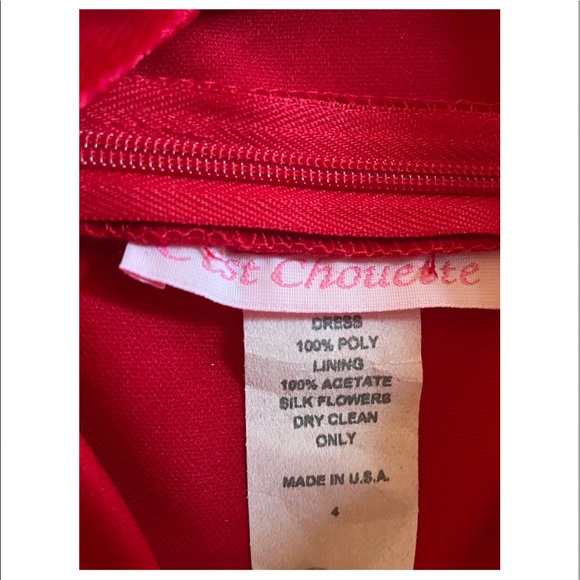 C'est Chouette
DRESS
100% POLY
LINING
100% ACETATE
SILK FLOWERS
DRY CLEAN
ONLY
MADE IN U.S.A.
4